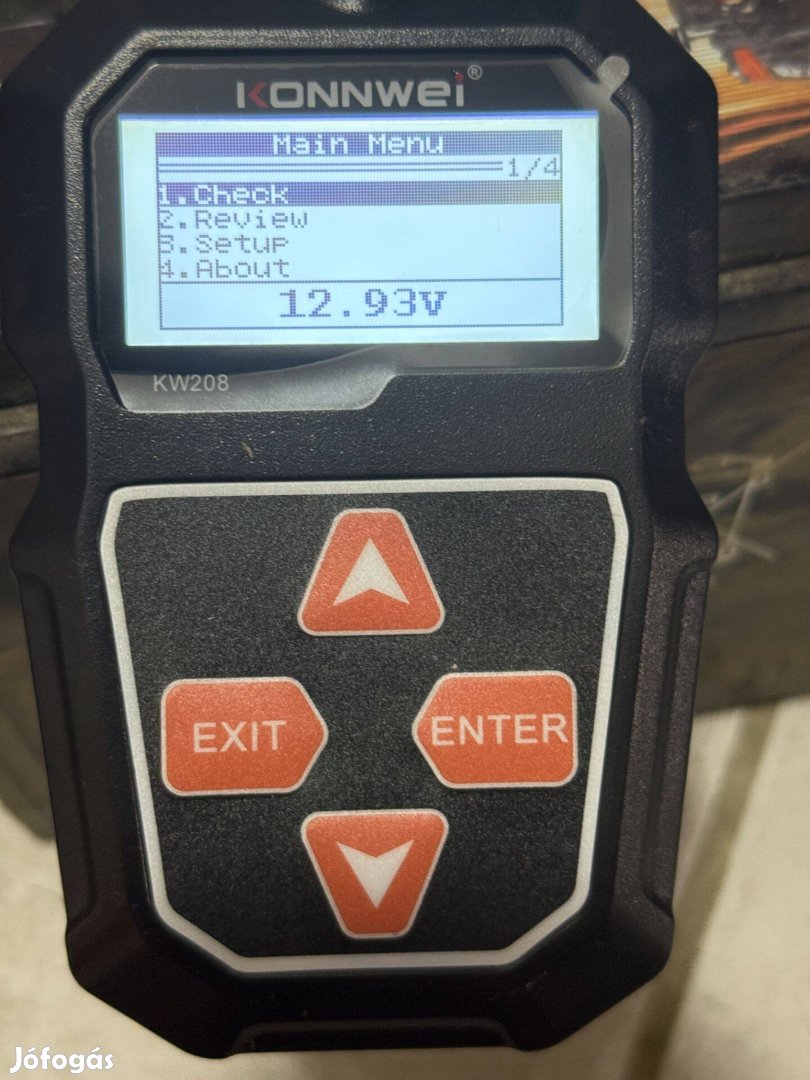 KONNWEI®
Main Menu
1/4
1.Check
2.Review
3.Setup
4.About
12.93v
KW208
EXIT
ENTER
Jófogás